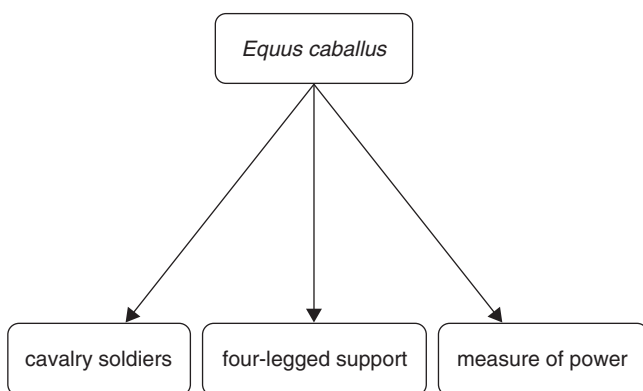 Equus caballus
cavalry soldiers
four-legged support
measure of power